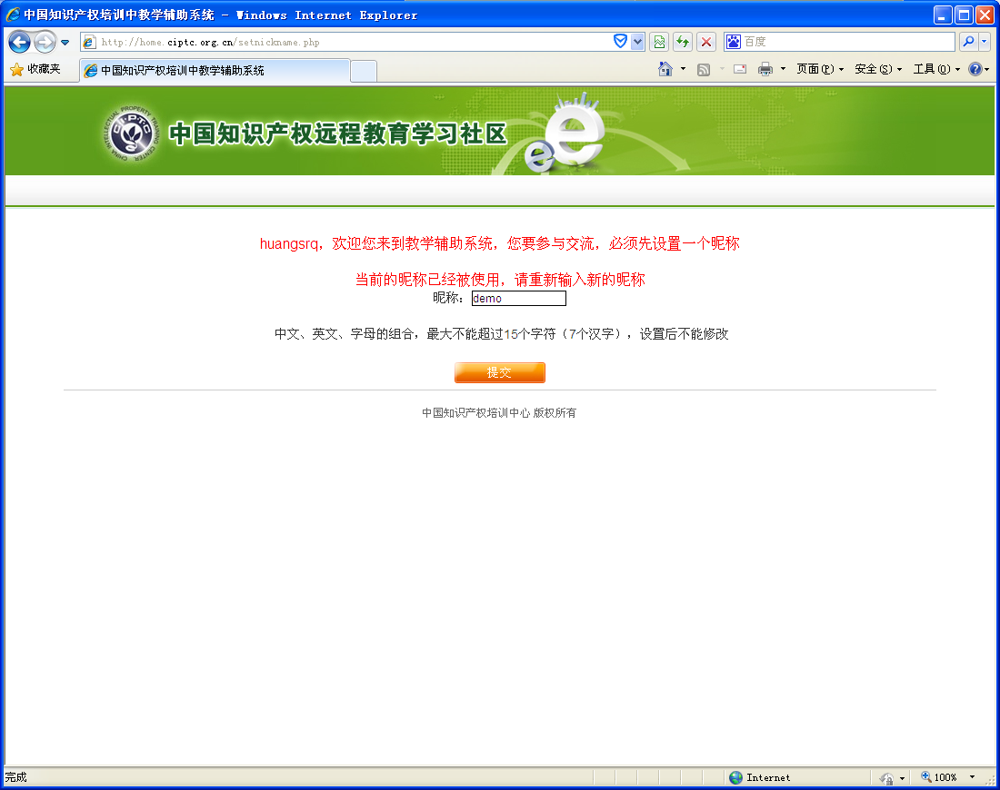 中国知识产权培训中教学辅助系统 - Windows Internet Explorer
http://home.ciptc.org.cn/setnickname.php
百度
收藏夹
中国知识产权培训中教学辅助系统
页面(P)
安全(S)
工具(O)
INTELLECTUAL PROPERTY TRAINING
CIPTC
CHINA CENTER
中国知识产权远程教育学习社区
huangsrq，欢迎您来到教学辅助系统，您要参与交流，必须先设置一个昵称
当前的昵称已经被使用，请重新输入新的昵称
昵称：demo
中文、英文、字母的组合，最大不能超过15个字符（7个汉字），设置后不能修改
提交
中国知识产权培训中心 版权所有
完成
Internet
100%